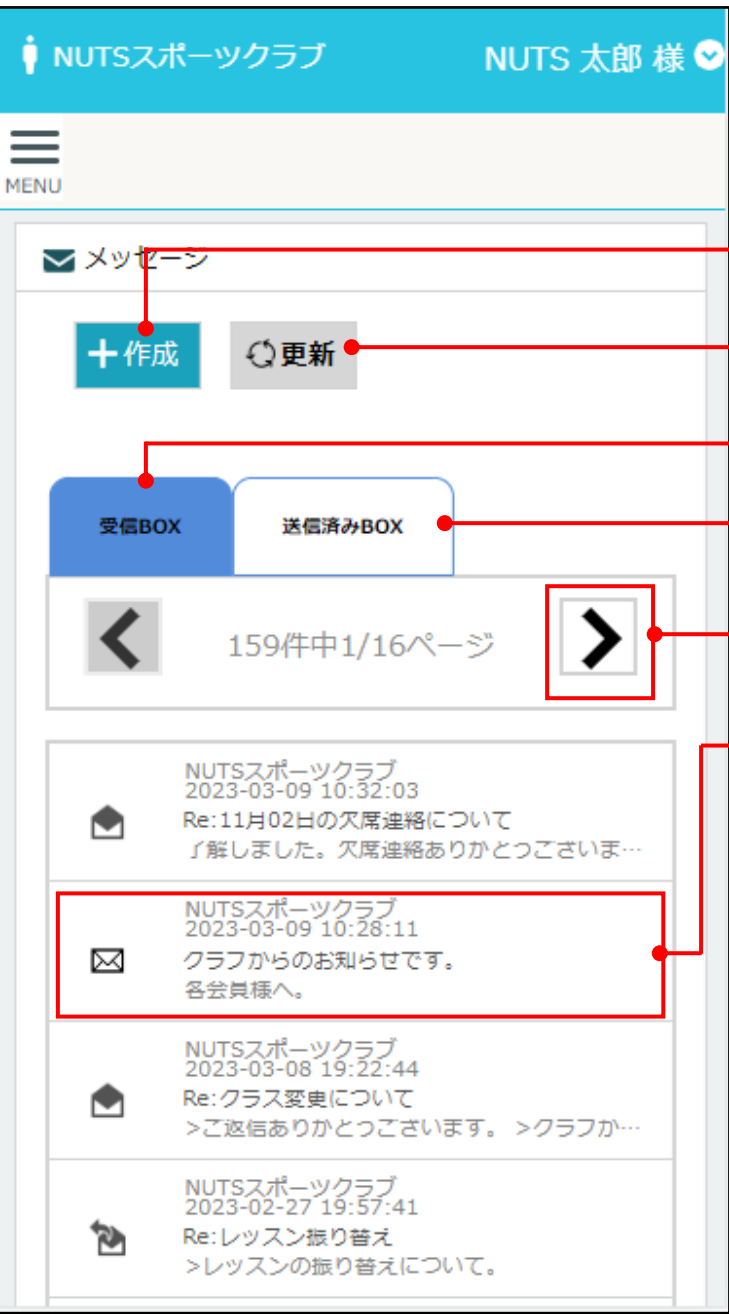 NUTSスポーツクラブ
NUTS 太郎 様
MENU
メッセージ
作成
更新
受信BOX
送信済みBOX
159件中1/16ページ
NUTSスポーツクラブ
2023-03-09 10:32:03
Re:11月02日の欠席連絡について
了解しました。欠席連絡ありがとうございま…
NUTSスポーツクラブ
2023-03-09 10:28:11
クラブからのお知らせです。
各会員様へ。
NUTSスポーツクラブ
2023-03-08 19:22:44
Re:クラス変更について
>ご返信ありがとうございます。 >クラブか…
NUTSスポーツクラブ
2023-02-27 19:57:41
Re:レッスン振り替え
>レッスンの振り替えについて。